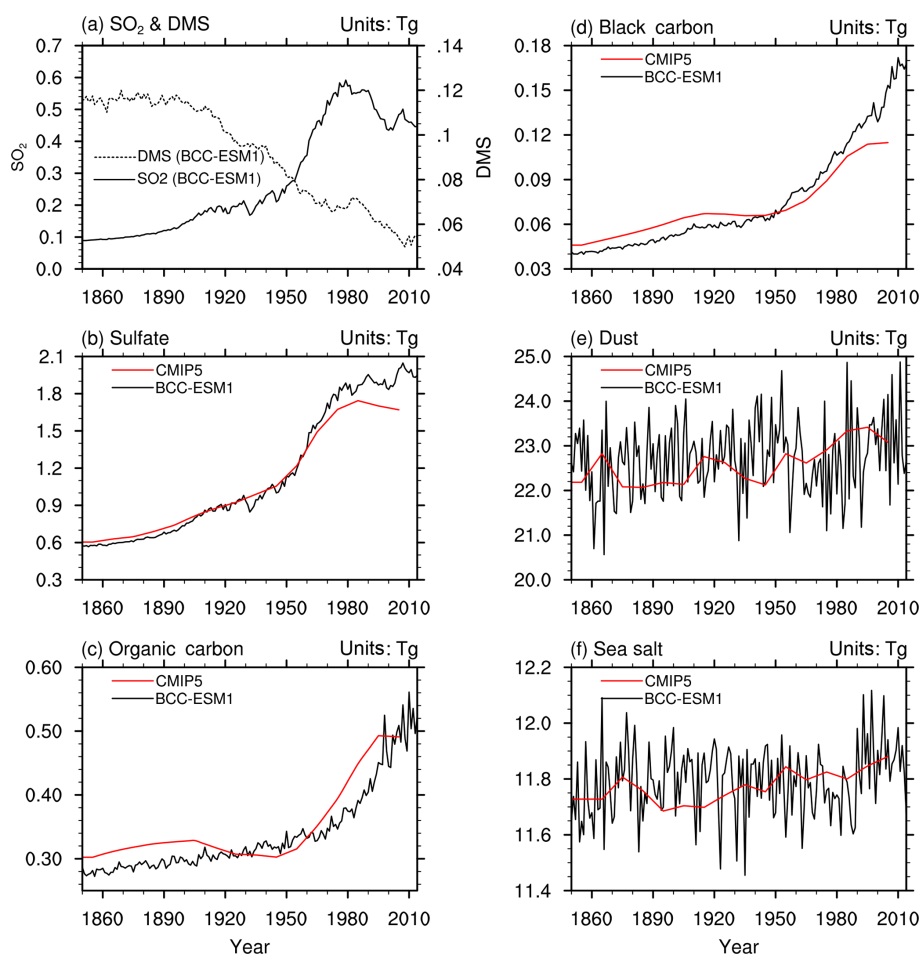 (a) SO₂ & DMS Units: Tg
0.7
0.6
0.5
0.4
0.3
0.2
0.1
0.0
SO₂
.14
.12
.1
.08
.06
.04
DMS
DMS (BCC-ESM1)
SO2 (BCC-ESM1)
1860 1890 1920 1950 1980 2010
(d) Black carbon Units: Tg
0.18
0.15
0.12
0.09
0.06
0.03
CMIP5
BCC-ESM1
1860 1890 1920 1950 1980 2010
(b) Sulfate Units: Tg
2.1
1.8
1.5
1.2
0.9
0.6
0.3
CMIP5
BCC-ESM1
1860 1890 1920 1950 1980 2010
(e) Dust Units: Tg
25.0
24.0
23.0
22.0
21.0
20.0
CMIP5
BCC-ESM1
1860 1890 1920 1950 1980 2010
(c) Organic carbon Units: Tg
0.60
0.50
0.40
0.30
CMIP5
BCC-ESM1
1860 1890 1920 1950 1980 2010
Year
(f) Sea salt Units: Tg
12.2
12.0
11.8
11.6
11.4
CMIP5
BCC-ESM1
1860 1890 1920 1950 1980 2010
Year